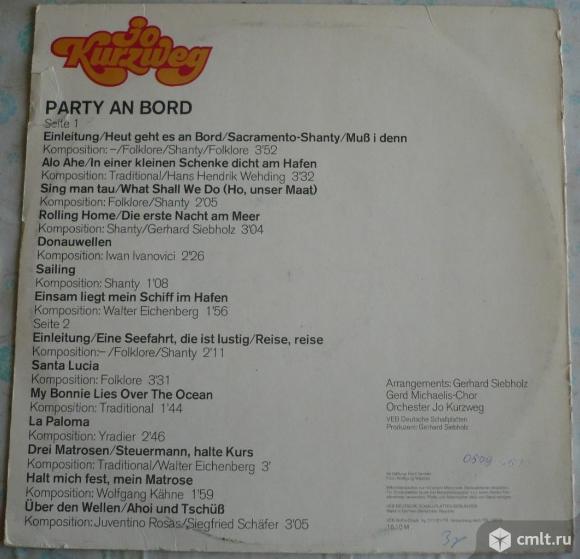 Jo
Kurzweg
PARTY AN BORD
Seite 1
Einleitung/Heut geht es an Bord/Sacramento-Shanty/Muß i denn
Komposition: –/Folklore/Shanty/Folklore 3'52
Alo Ahe/In einer kleinen Schenke dicht am Hafen
Komposition: Traditional/Hans Hendrik Wehding 3'32
Sing man tau/What Shall We Do (Ho, unser Maat)
Komposition: Folklore/Shanty 2'05
Rolling Home/Die erste Nacht am Meer
Komposition: Shanty/Gerhard Siebholz 3'04
Donauwellen
Komposition: Iwan Ivanovici 2'26
Sailing
Komposition: Shanty 1'08
Einsam liegt mein Schiff im Hafen
Komposition: Walter Eichenberg 1'56
Seite 2
Einleitung/Eine Seefahrt, die ist lustig/Reise, reise
Komposition: –/Folklore/Shanty 2'11
Santa Lucia
Komposition: Folklore 3'31
My Bonnie Lies Over The Ocean
Komposition: Traditional 1'44
La Paloma
Komposition: Yradier 2'46
Drei Matrosen/Steuermann, halte Kurs
Komposition: Traditional/Walter Eichenberg 3'
Halt mich fest, mein Matrose
Komposition: Wolfgang Kähne 1'59
Über den Wellen/Ahoi und Tschüß
Komposition: Juventino Rosas/Siegfried Schäfer 3'05
Arrangements: Gerhard Siebholz
Gerd Michaelis-Chor
Orchester Jo Kurzweg
VEB Deutsche Schallplatten
Produzent: Gerhard Siebholz
VEB DEUTSCHE SCHALLPLATTEN BERLIN DDR
16,10 M
cmlt.ru